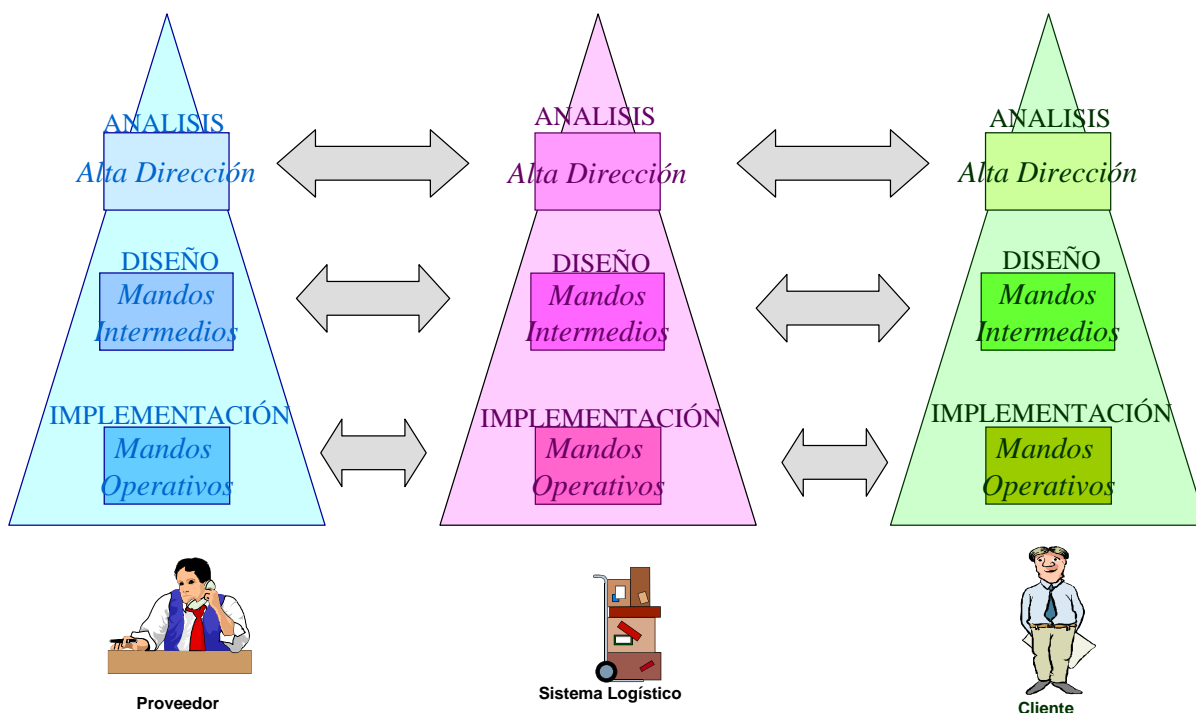 ANALISIS
Alta Dirección
DISEÑO
Mandos
Intermedios
IMPLEMENTACIÓN
Mandos
Operativos
Proveedor
ANALISIS
Alta Dirección
DISEÑO
Mandos
Intermedios
IMPLEMENTACIÓN
Mandos
Operativos
Sistema Logístico
ANALISIS
Alta Dirección
DISEÑO
Mandos
Intermedios
IMPLEMENTACIÓN
Mandos
Operativos
Cliente